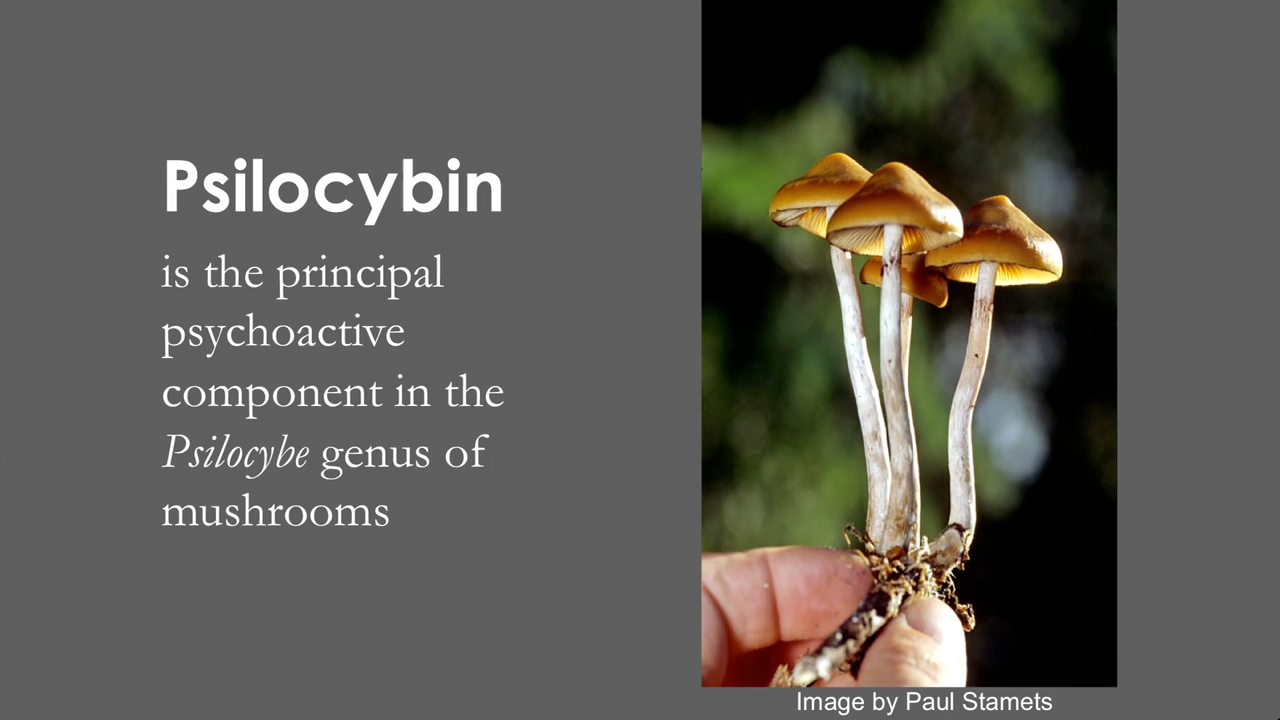 Psilocybin
is the principal
psychoactive
component in the
Psilocybe genus of
mushrooms
Image by Paul Stamets